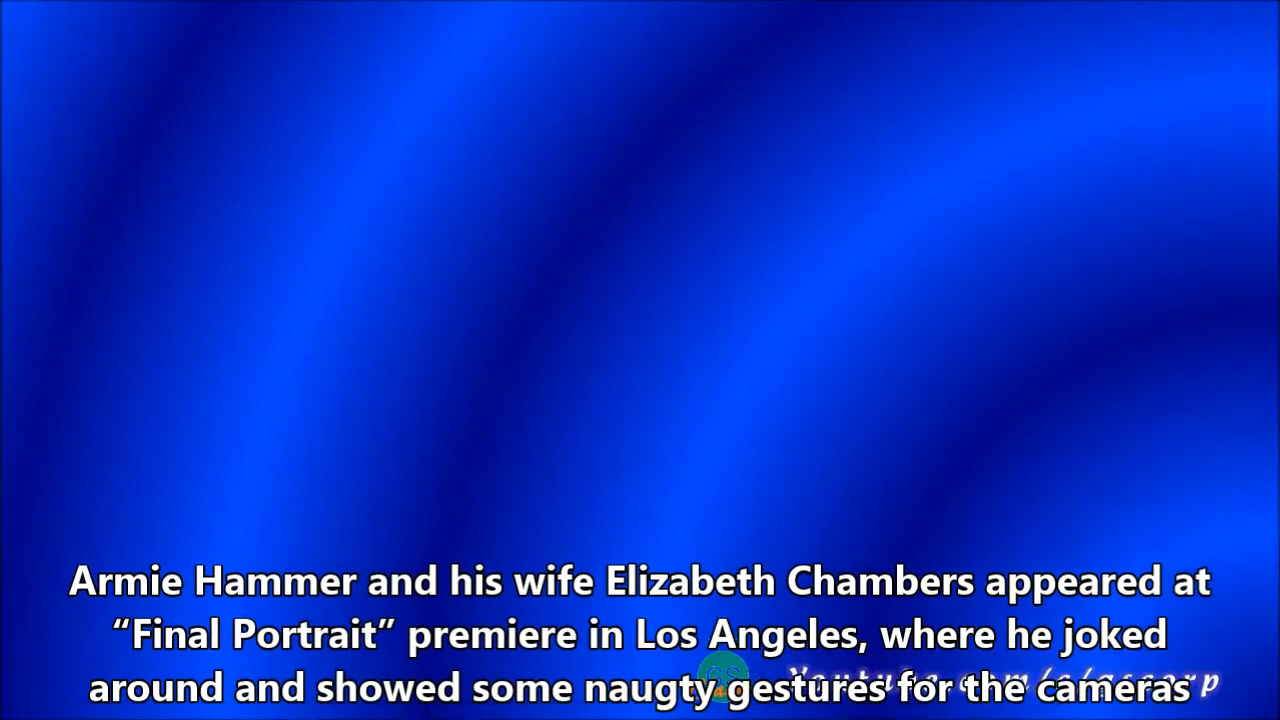 Armie Hammer and his wife Elizabeth Chambers appeared at
“Final Portrait” premiere in Los Angeles, where he joked
around and showed some naugty gestures for the cameras